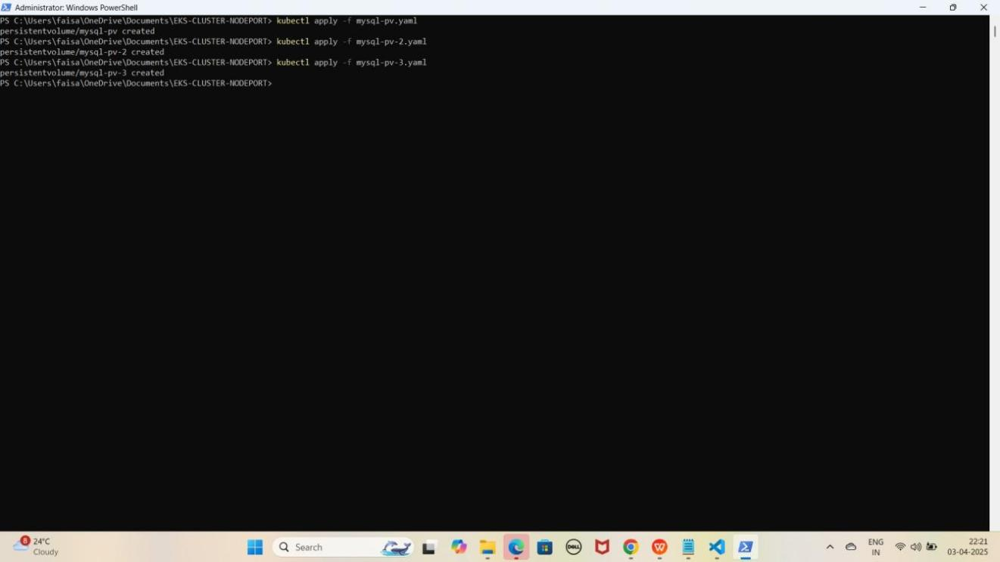 Administrator: Windows PowerShell
PS C:\Users\faisa\OneDrive\Documents\EKS-CLUSTER-NODEPORT> kubectl apply -f mysql-pv.yaml
persistentvolume/mysql-pv created
PS C:\Users\faisa\OneDrive\Documents\EKS-CLUSTER-NODEPORT> kubectl apply -f mysql-pv-2.yaml
persistentvolume/mysql-pv-2 created
PS C:\Users\faisa\OneDrive\Documents\EKS-CLUSTER-NODEPORT> kubectl apply -f mysql-pv-3.yaml
persistentvolume/mysql-pv-3 created
PS C:\Users\faisa\OneDrive\Documents\EKS-CLUSTER-NODEPORT>
8
24°C
Cloudy
Search
DELL
W
ENG
IN
22:21
03-04-2025